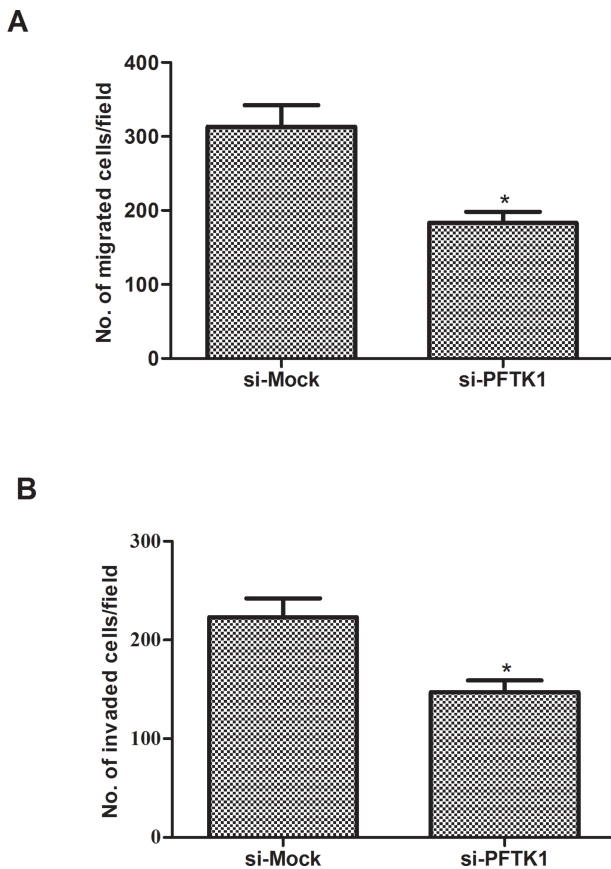 A
No. of migrated cells/field
400
300
200
100
0
*
si-Mock
si-PFTK1
B
No. of invaded cells/field
300
200
100
0
*
si-Mock
si-PFTK1